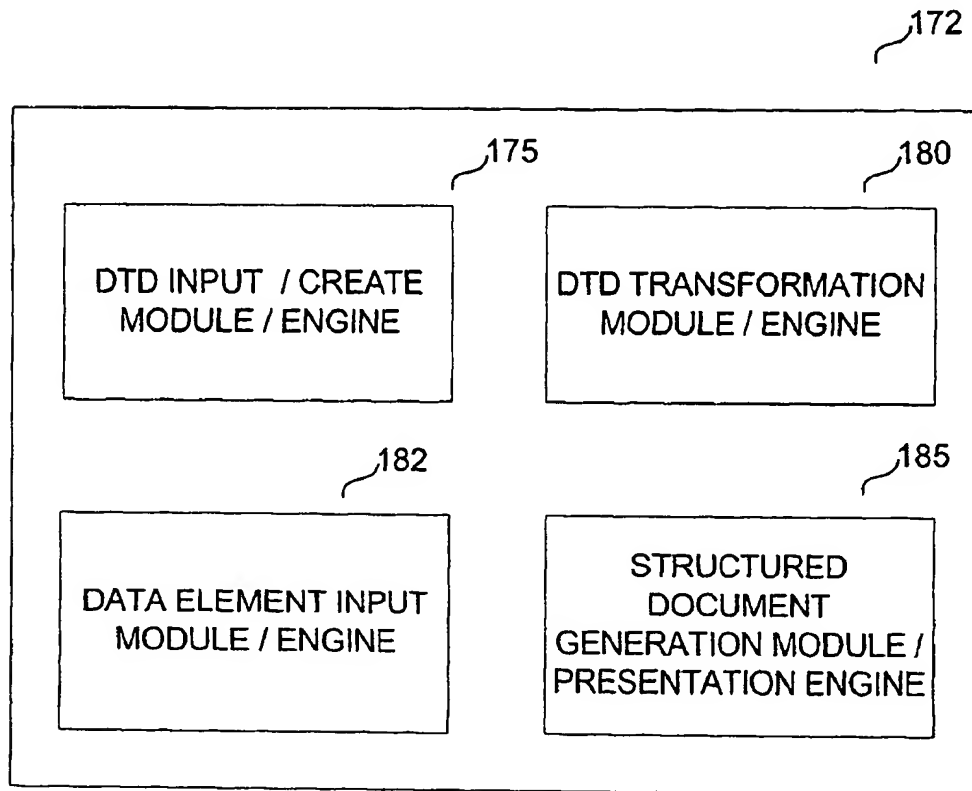 172
175
DTD INPUT / CREATE
MODULE / ENGINE
180
DTD TRANSFORMATION
MODULE / ENGINE
182
DATA ELEMENT INPUT
MODULE / ENGINE
185
STRUCTURED
DOCUMENT
GENERATION MODULE /
PRESENTATION ENGINE